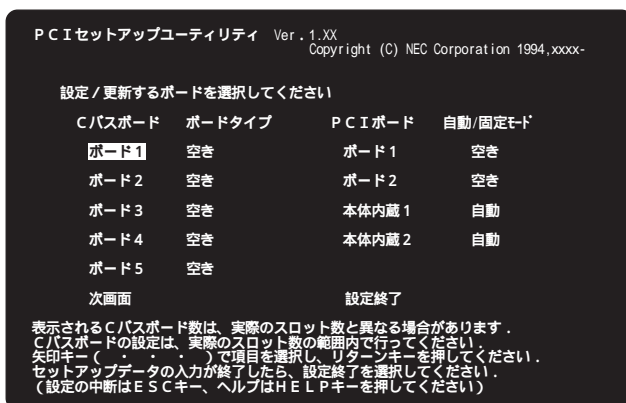 PCIセットアップユーティリティ Ver.1.XX
Copyright (C) NEC Corporation 1994,xxxx-
設定/更新するボードを選択してください
Cバスボード ボードタイプ PCIボード 自動/固定モード
ボード1 空き ボード1 空き
ボード2 空き ボード2 空き
ボード3 空き 本体内蔵1 自動
ボード4 空き 本体内蔵2 自動
ボード5 空き
次画面 設定終了
表示されるCバスボード数は、実際のスロット数と異なる場合があります.
Cバスボードの設定は、実際のスロット数の範囲内で行ってください.
矢印キー( ・ ・ ・ )で項目を選択し、リターンキーを押してください.
セットアップデータの入力が終了したら、設定終了を選択してください.
(設定の中断はESCキー、ヘルプはHELPキーを押してください)